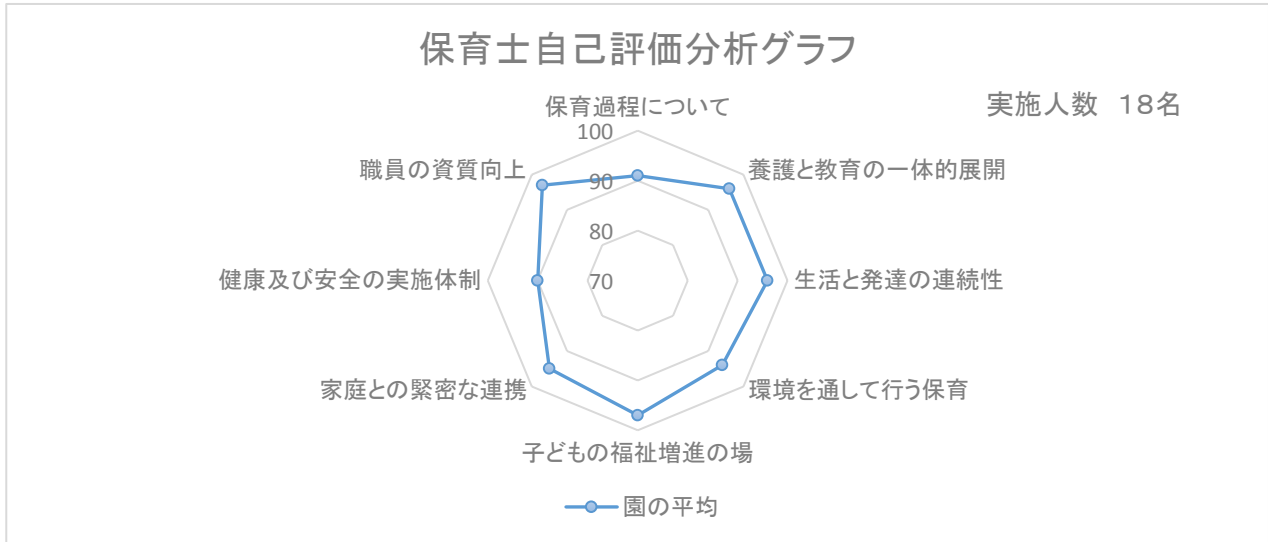 保育士自己評価分析グラフ
実施人数 18名
保育過程について
100
職員の資質向上
養護と教育の一体的展開
90
80
健康及び安全の実施体制
70
生活と発達の連続性
家庭との緊密な連携
環境を通して行う保育
子どもの福祉増進の場
園の平均